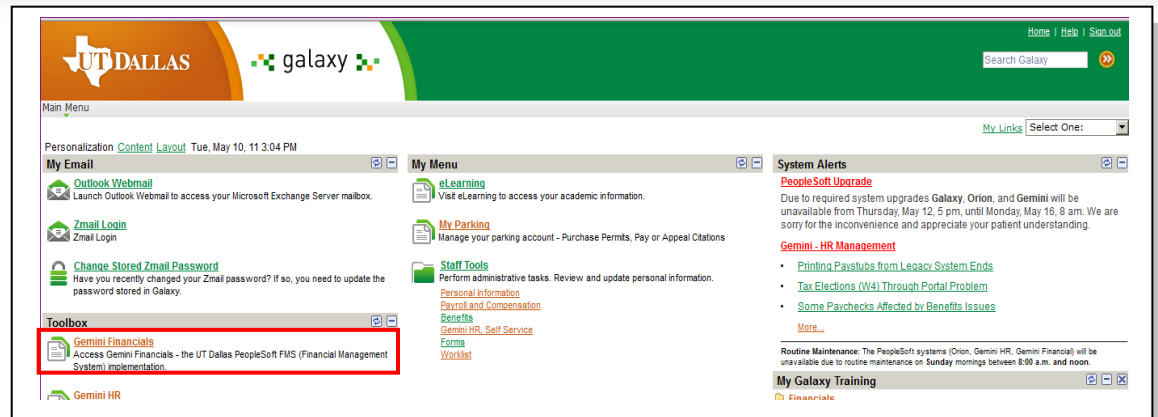 Home | Help | Sign out
UT DALLAS
galaxy
Search Galaxy
Main Menu
My Links Select One:
Personalization Content Layout Tue, May 10, 11 3:04 PM
My Email
Outlook Webmail
Launch Outlook Webmail to access your Microsoft Exchange Server mailbox.
Zmail Login
Zmail Login
Change Stored Zmail Password
Have you recently changed your Zmail password? If so, you need to update the
password stored in Galaxy.
Toolbox
Gemini Financials
Access Gemini Financials - the UT Dallas PeopleSoft FMS (Financial Management
System) implementation.
Gemini HR
My Menu
eLearning
Visit eLearning to access your academic information.
My Parking
Manage your parking account - Purchase Permits, Pay or Appeal Citations
Staff Tools
Perform administrative tasks. Review and update personal information.
Personal Information
Payroll and Compensation
Benefits
Gemini HR, Self Service
Forms
Worklist
System Alerts
PeopleSoft Upgrade
Due to required system upgrades Galaxy, Orion, and Gemini will be
unavailable from Thursday, May 12, 5 pm, until Monday, May 16, 8 am. We are
sorry for the inconvenience and appreciate your patient understanding.
Gemini - HR Management
• Printing Paystubs from Legacy System Ends
• Tax Elections (W4) Through Portal Problem
• Some Paychecks Affected by Benefits Issues
More...
Routine Maintenance: The PeopleSoft systems (Orion, Gemini HR, Gemini Financial) will be
unavailable due to routine maintenance on Sunday mornings between 8:00 a.m. and noon.
My Galaxy Training
Financials